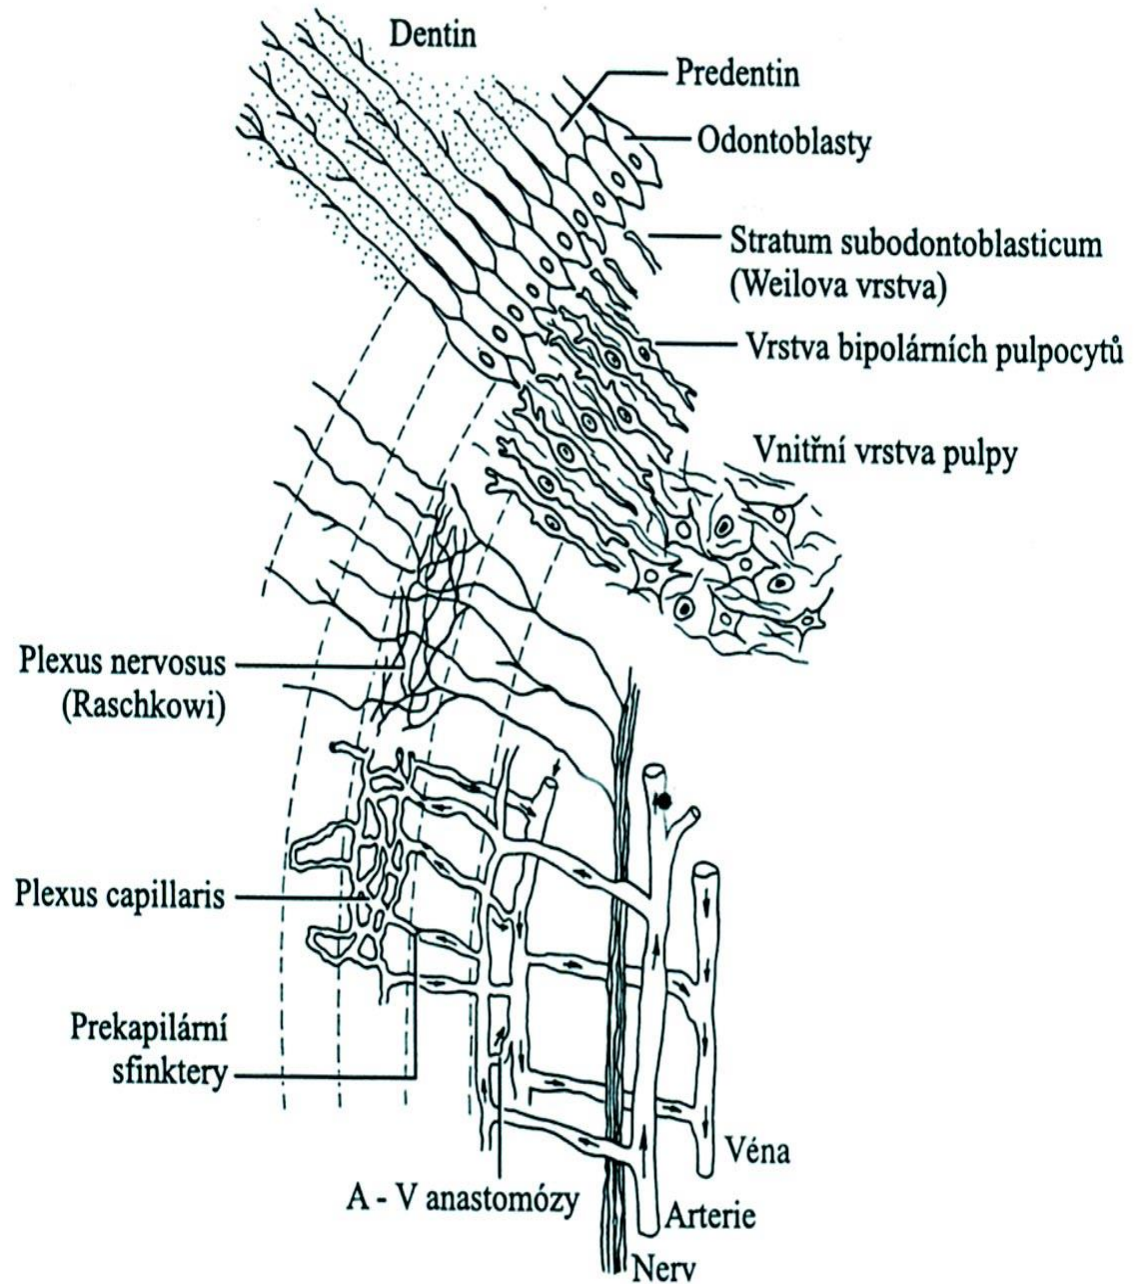 Dentin
Predentin
Odontoblasty
Stratum subodontoblasticum
(Weilova vrstva)
Vrstva bipolárních pulpocytů
Vnitřní vrstva pulpy
Plexus nervosus
(Raschkowi)
Plexus capillaris
Prekapilární
sfinktery
Véna
A - V anastomózy
Arterie
Nerv